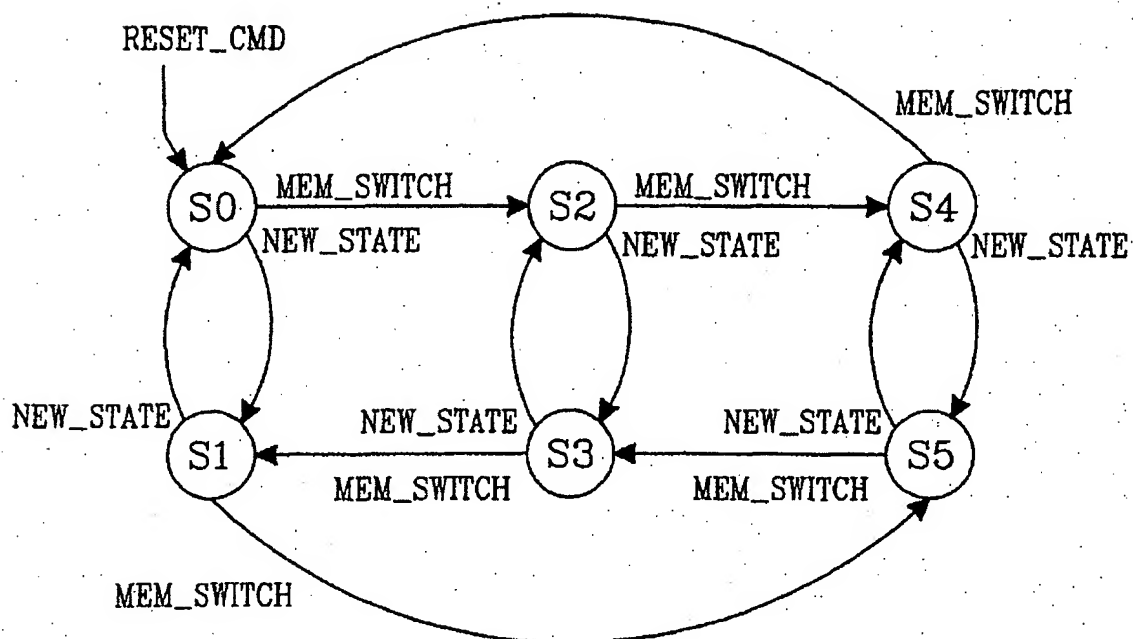 RESET_CMD
MEM_SWITCH
S0
MEM_SWITCH
S2
MEM_SWITCH
S4
NEW_STATE
NEW_STATE
NEW_STATE
NEW_STATE
NEW_STATE
NEW_STATE
S1
S3
S5
MEM_SWITCH
MEM_SWITCH
MEM_SWITCH